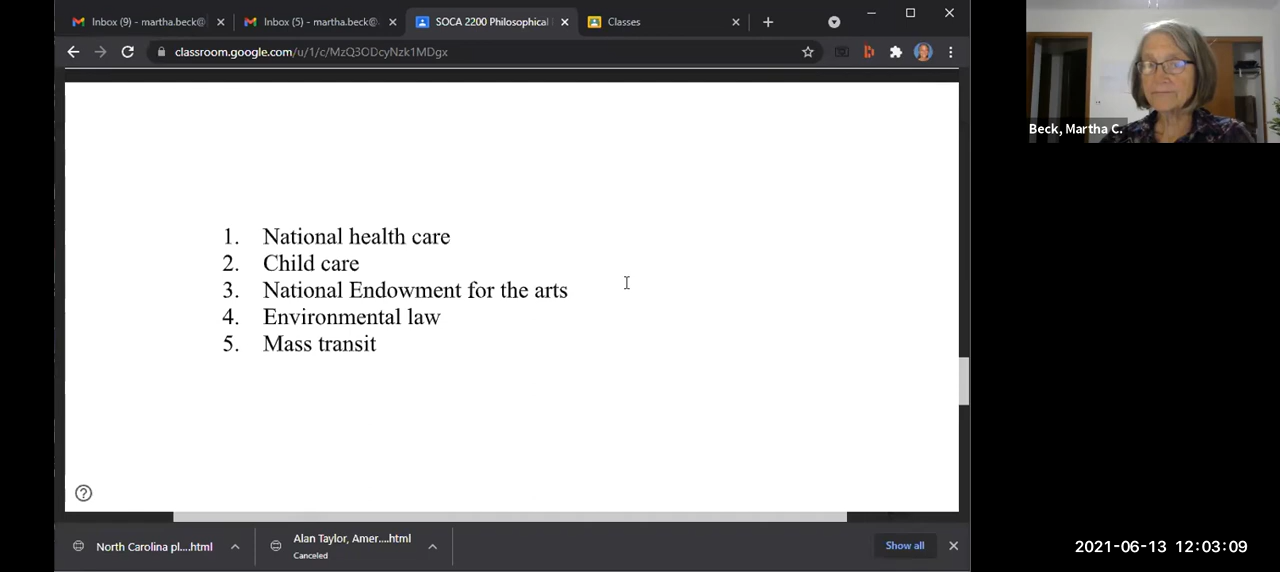 Inbox (9) - martha.beck@
Inbox (5) - martha.beck@
SOCA 2200 Philosophical
Classes
classroom.google.com/u/1/c/MzQ3ODcyNzk1MDgx
Beck, Martha C.
1. National health care
2. Child care
3. National Endowment for the arts
4. Environmental law
5. Mass transit
North Carolina pl....html
Alan Taylor, Amer....html
Canceled
Show all
2021-06-13 12:03:09